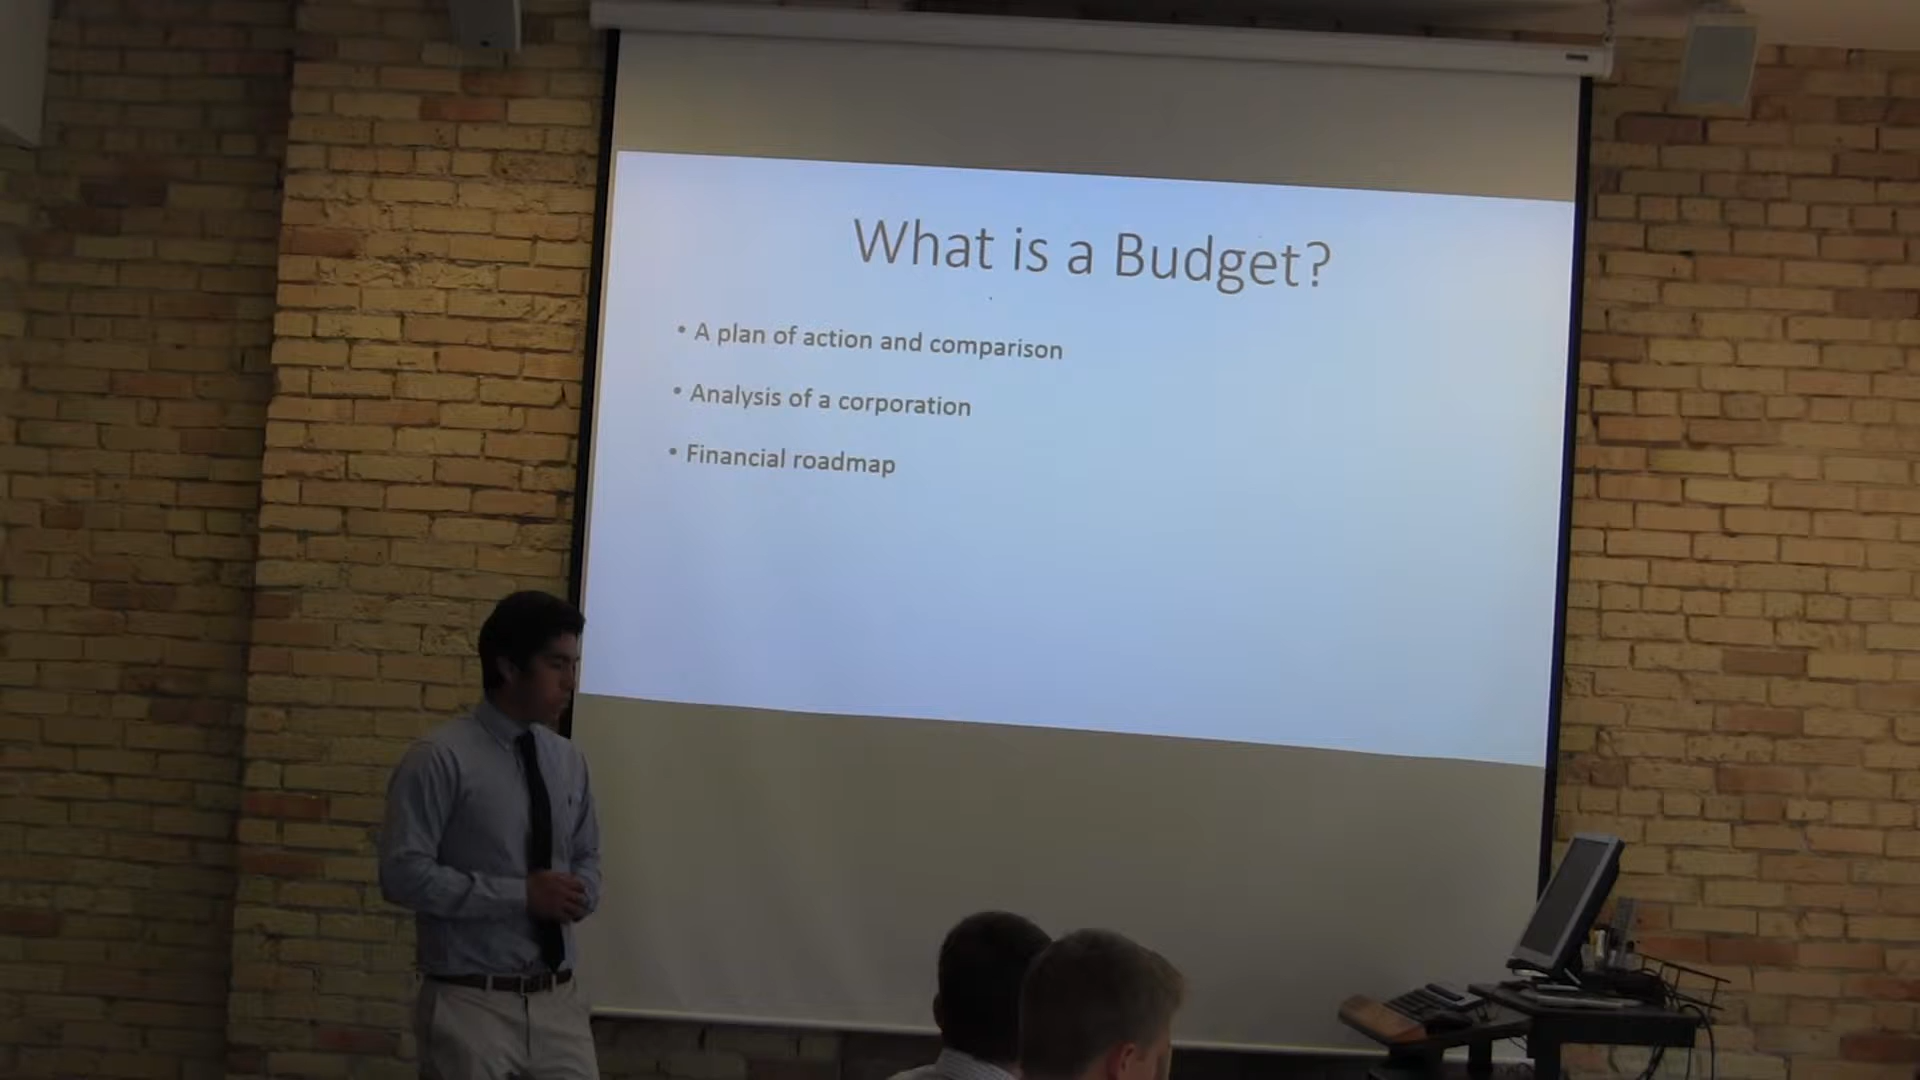 What is a Budget?
• A plan of action and comparison
• Analysis of a corporation
• Financial roadmap